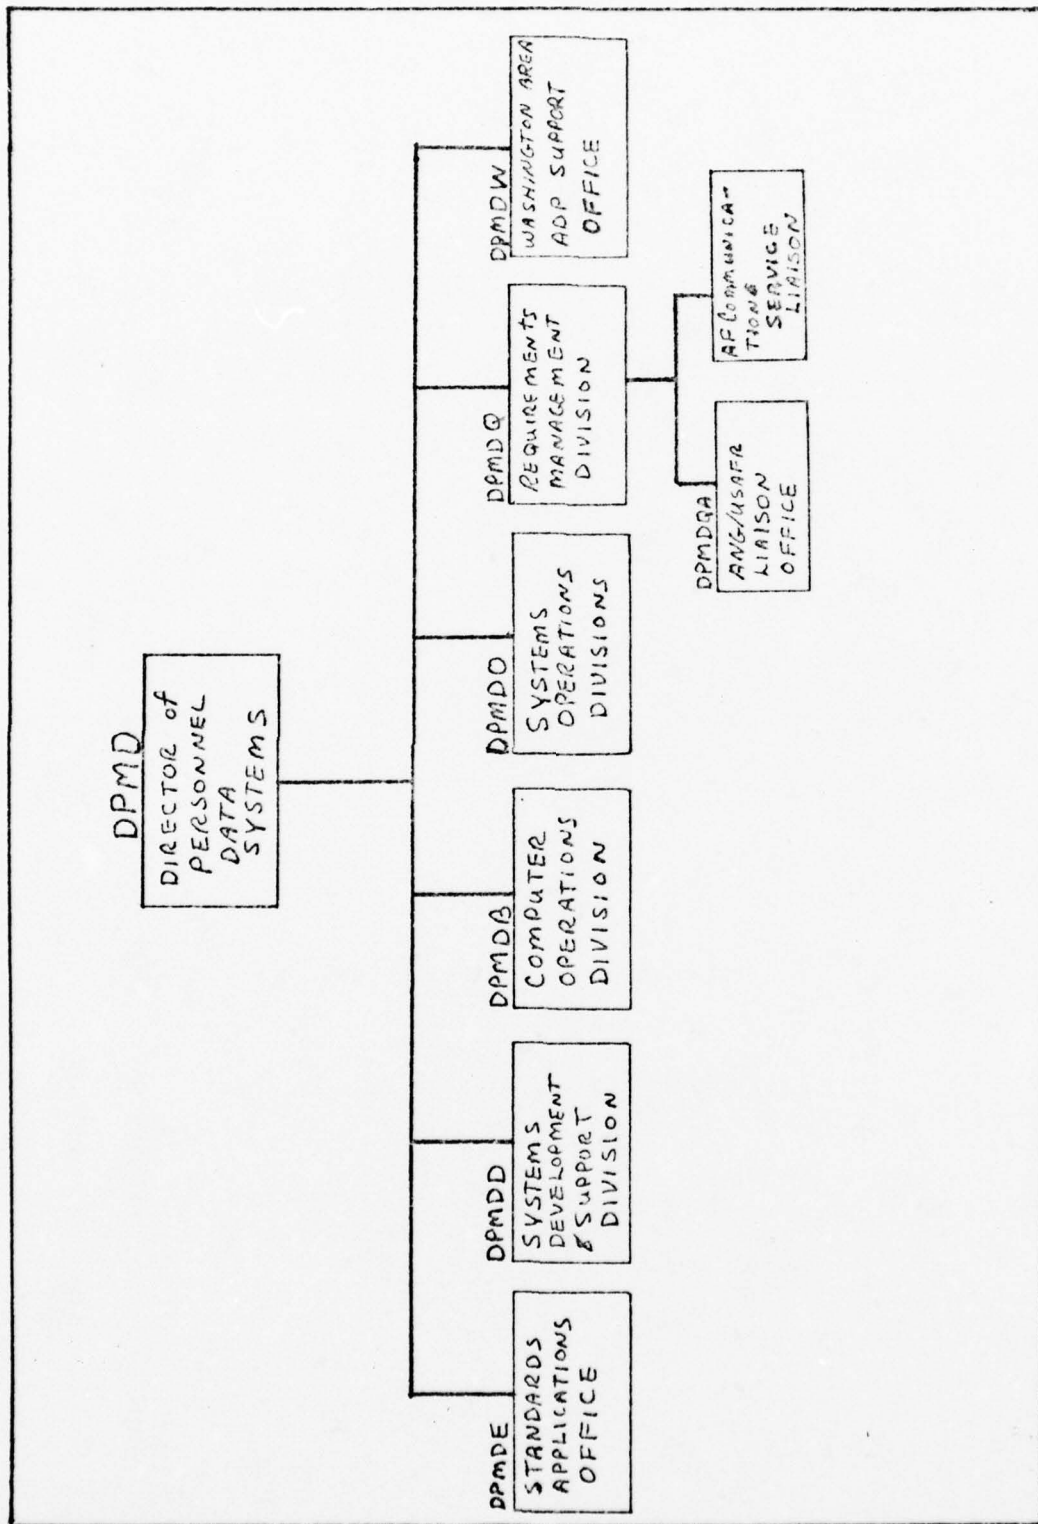 DPMD
DIRECTOR of
PERSONNEL
DATA
SYSTEMS
DPMDE
STANDARDS
APPLICATIONS
OFFICE
DPMDD
SYSTEMS
DEVELOPMENT
& SUPPORT
DIVISION
DPMDB
COMPUTER
OPERATIONS
DIVISION
DPMDO
SYSTEMS
OPERATIONS
DIVISIONS
DPMDQ
REQUIREMENTS
MANAGEMENT
DIVISION
DPMDW
WASHINGTON AREA
ADP SUPPORT
OFFICE
DPMDQA
ANG/USAFR
LIAISON
OFFICE
AF COMMUNICA-
TIONS
SERVICE
LIAISON